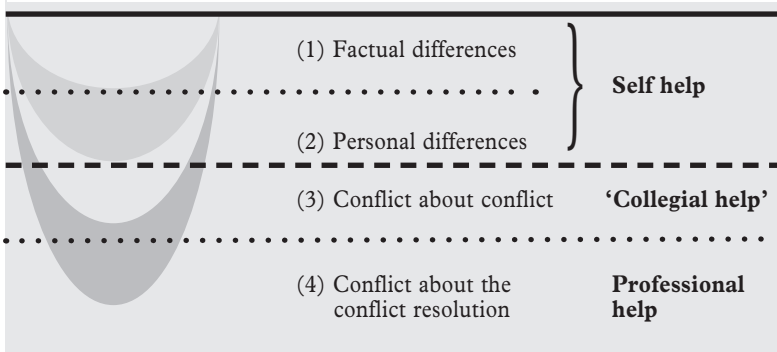 (1) Factual differences
Self help
(2) Personal differences
(3) Conflict about conflict
‘Collegial help’
(4) Conflict about the
conflict resolution
Professional
help